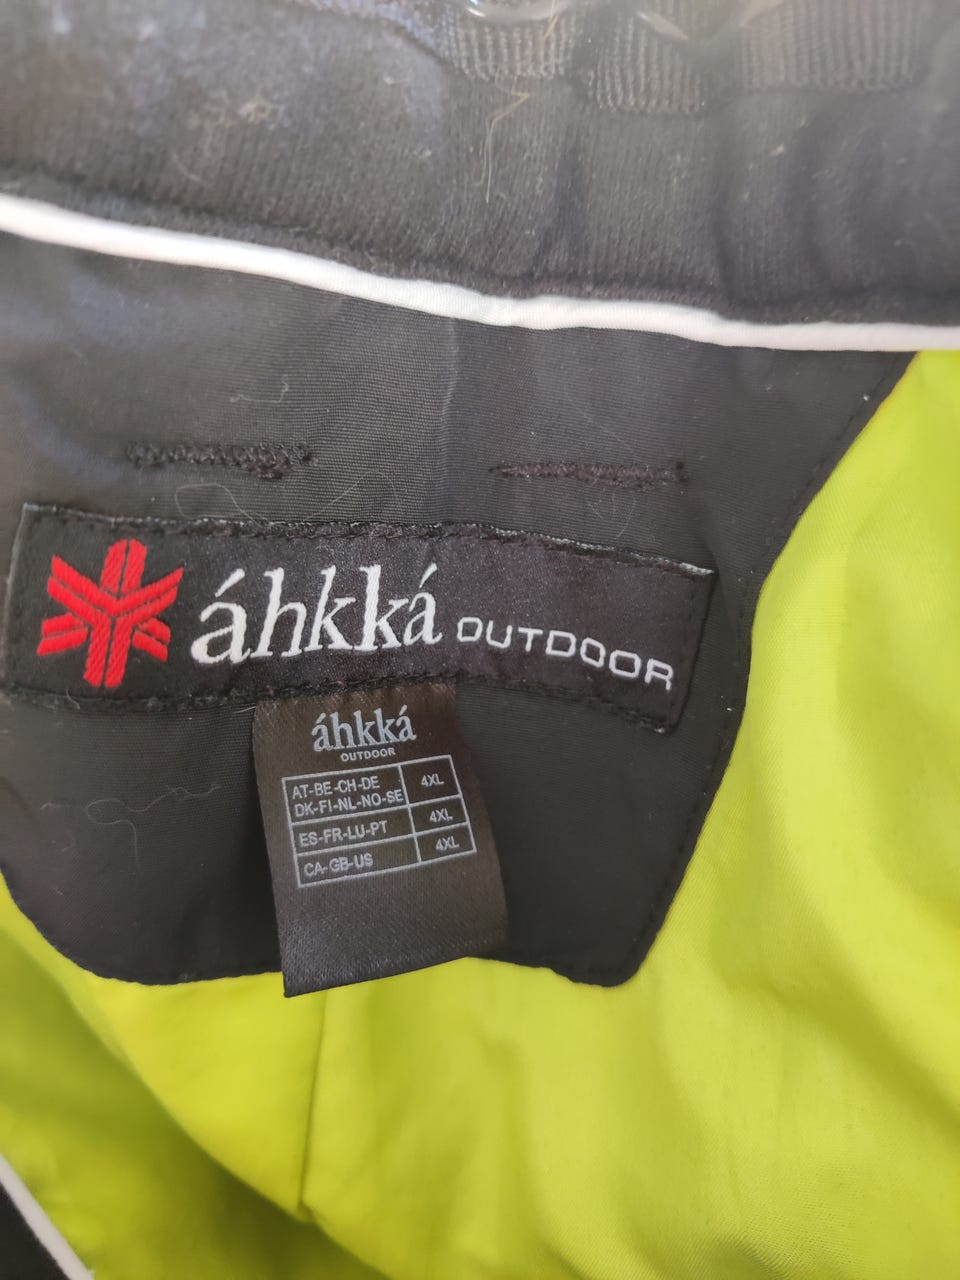 áhkká OUTDOOR
áhkká
OUTDOOR
AT-BE-CH-DE
DK-FI-NL-NO-SE 4XL
ES-FR-LU-PT 4XL
CA-GB-US 4XL